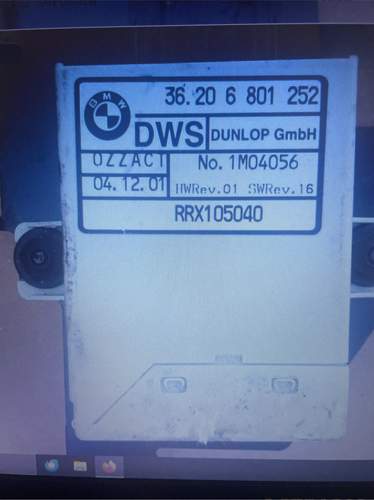 BMW
36.20 6 801 252
DWS DUNLOP GmbH
OZZACT No. 1M04056
04.12.01 HWRev.01 SWRev.16
RRX105040